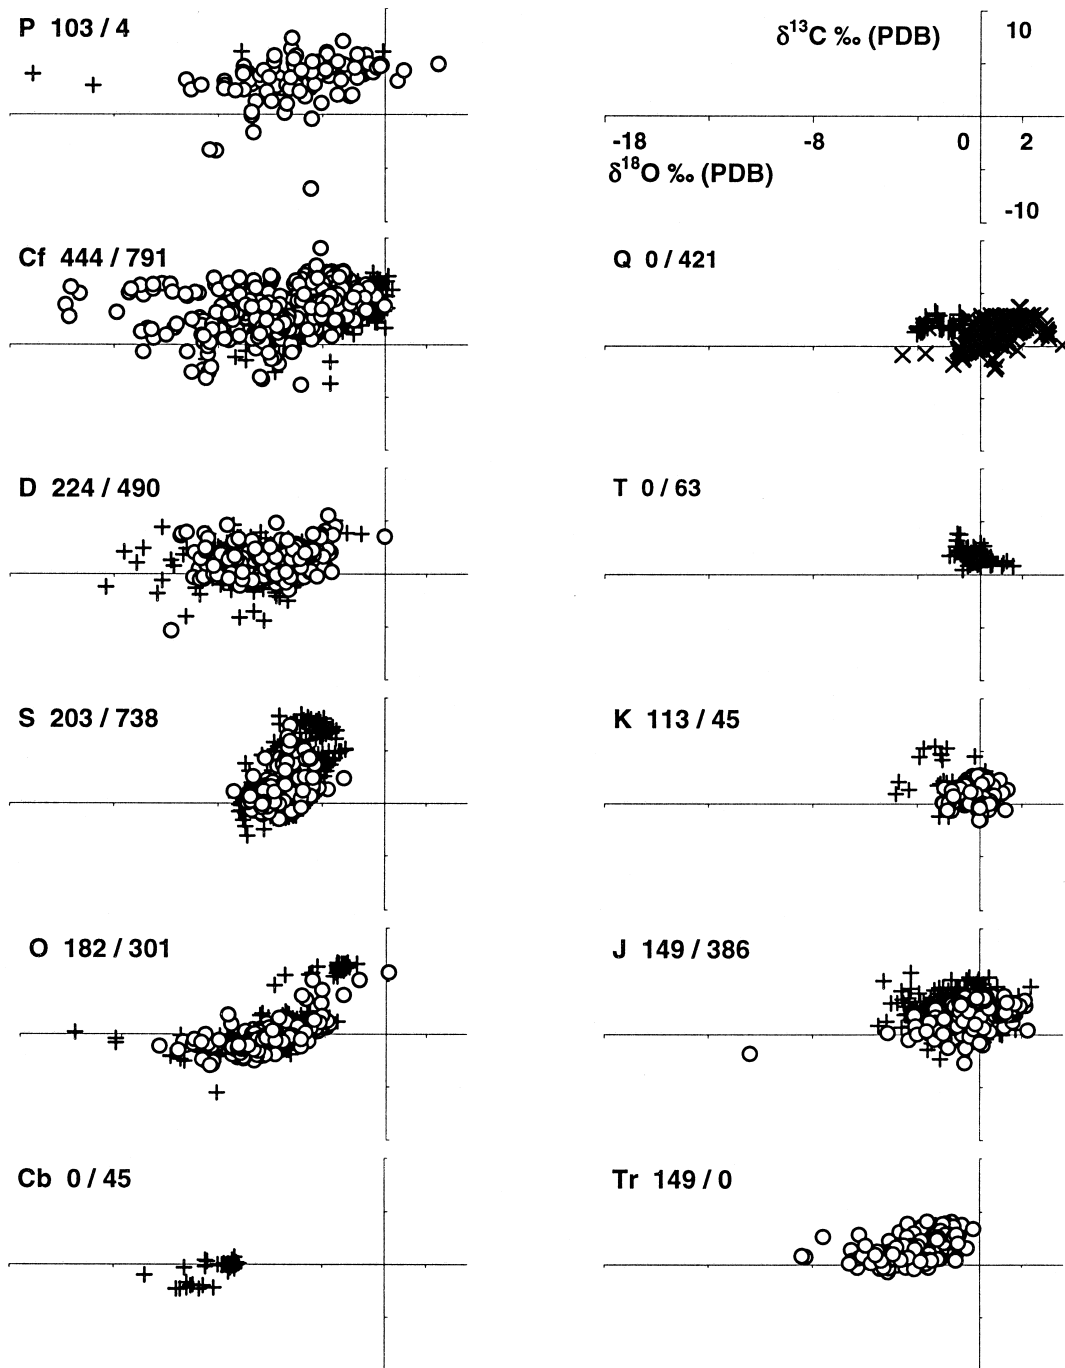 P 103 / 4
δ¹³C ‰ (PDB) 10
-18 -8 0 2
δ¹⁸O ‰ (PDB)
-10
Cf 444 / 791
Q 0 / 421
D 224 / 490
T 0 / 63
S 203 / 738
K 113 / 45
O 182 / 301
J 149 / 386
Cb 0 / 45
Tr 149 / 0